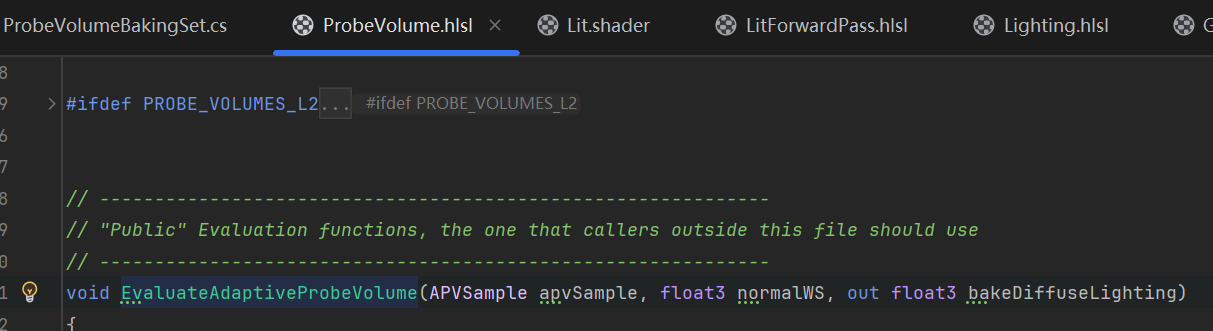 ProbeVolumeBakingSet.cs ProbeVolume.hlsl Lit.shader LitForwardPass.hlsl Lighting.hlsl G
8
9 #ifdef PROBE_VOLUMES_L2... #ifdef PROBE_VOLUMES_L2
6
7
8 // -------------------------------------------------------------
9 // "Public" Evaluation functions, the one that callers outside this file should use
0 // -------------------------------------------------------------
1 void EvaluateAdaptiveProbeVolume(APVSample apvSample, float3 normalWS, out float3 bakeDiffuseLighting)
2 {